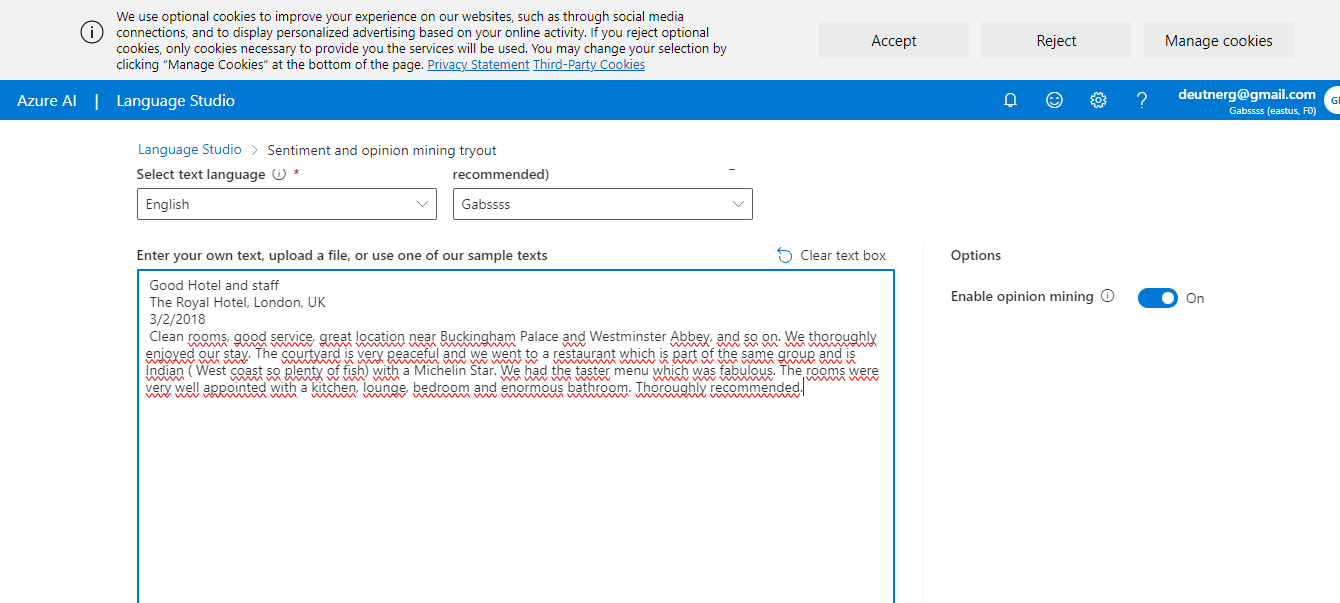 We use optional cookies to improve your experience on our websites, such as through social media
connections, and to display personalized advertising based on your online activity. If you reject optional
cookies, only cookies necessary to provide you the services will be used. You may change your selection by
clicking “Manage Cookies” at the bottom of the page. Privacy Statement Third-Party Cookies
Accept
Reject
Manage cookies
Azure AI | Language Studio
deutnerg@gmail.com
Gabssss (eastus, F0)
Language Studio > Sentiment and opinion mining tryout
Select text language *
recommended)
English
Gabssss
Enter your own text, upload a file, or use one of our sample texts
Clear text box
Options
Enable opinion mining
On
Good Hotel and staff
The Royal Hotel, London, UK
3/2/2018
Clean rooms, good service, great location near Buckingham Palace and Westminster Abbey, and so on. We thoroughly
enjoyed our stay. The courtyard is very peaceful and we went to a restaurant which is part of the same group and is
Indian ( West coast so plenty of fish) with a Michelin Star. We had the taster menu which was fabulous. The rooms were
very well appointed with a kitchen, lounge, bedroom and enormous bathroom. Thoroughly recommended.